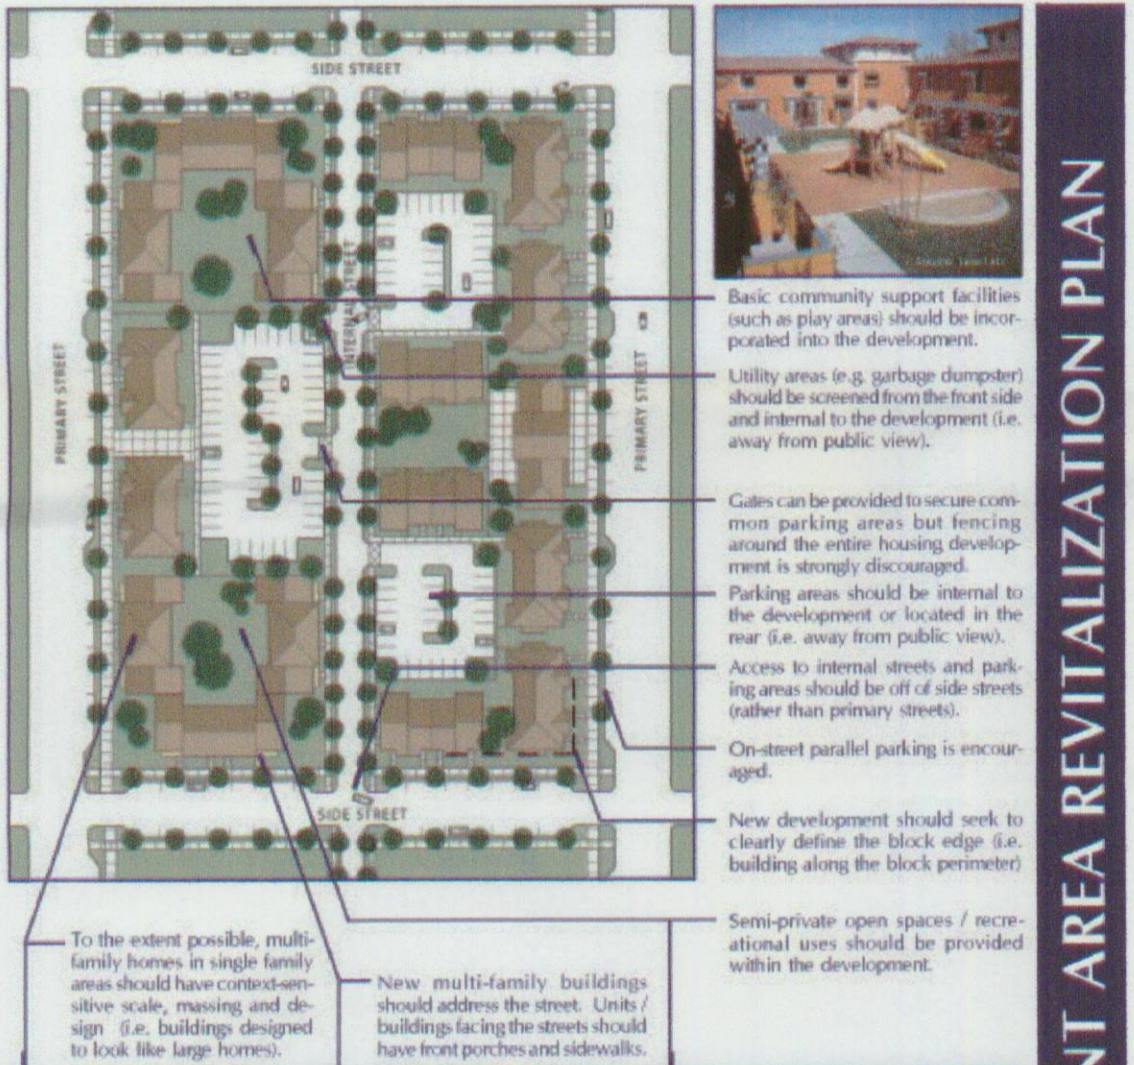 SIDE STREET
PRIMARY STREET
INTERNAL STREET
PRIMARY STREET
SIDE STREET
Basic community support facilities
(such as play areas) should be incor-
porated into the development.
Utility areas (e.g. garbage dumpster)
should be screened from the front side
and internal to the development (i.e.
away from public view).
Gates can be provided to secure com-
mon parking areas but fencing
around the entire housing develop-
ment is strongly discouraged.
Parking areas should be internal to
the development or located in the
rear (i.e. away from public view).
Access to internal streets and park-
ing areas should be off of side streets
(rather than primary streets).
On-street parallel parking is encour-
aged.
New development should seek to
clearly define the block edge (i.e.
building along the block perimeter)
Semi-private open spaces / recre-
ational uses should be provided
within the development.
To the extent possible, multi-
family homes in single family
areas should have context-sen-
sitive scale, massing and de-
sign (i.e. buildings designed
to look like large homes).
New multi-family buildings
should address the street. Units /
buildings facing the streets should
have front porches and sidewalks.
NT AREA REVITALIZATION PLAN